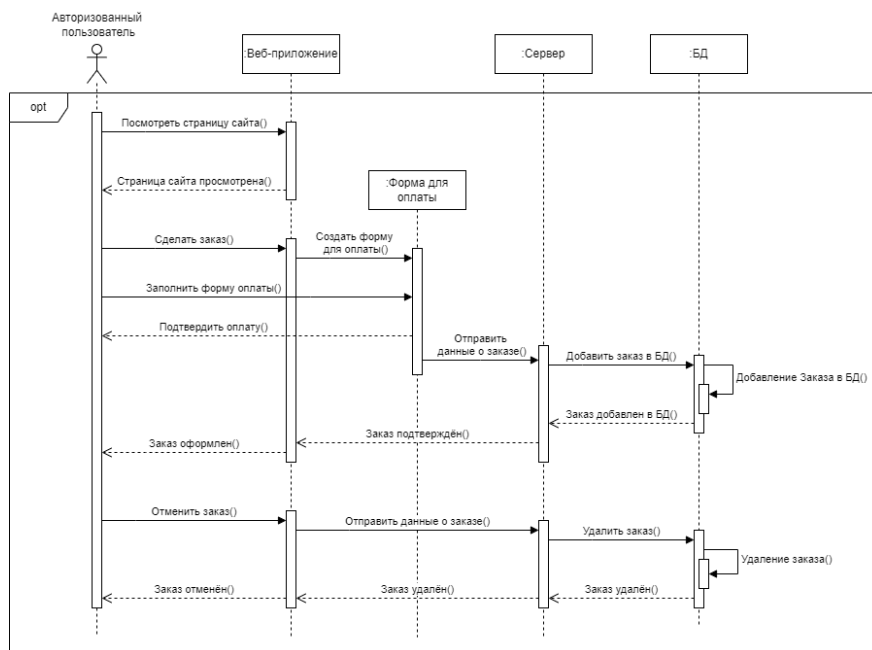 Авторизованный
пользователь
:Веб-приложение
:Сервер
:БД
opt
Посмотреть страницу сайта()
Страница сайта просмотрена()
:Форма для
оплаты
Сделать заказ()
Создать форму
для оплаты()
Заполнить форму оплаты()
Подтвердить оплату()
Отправить
данные о заказе()
Добавить заказ в БД()
Добавление Заказа в БД()
Заказ добавлен в БД()
Заказ подтверждён()
Заказ оформлен()
Отменить заказ()
Отправить данные о заказе()
Удалить заказ()
Удаление заказа()
Заказ отменён()
Заказ удалён()
Заказ удалён()